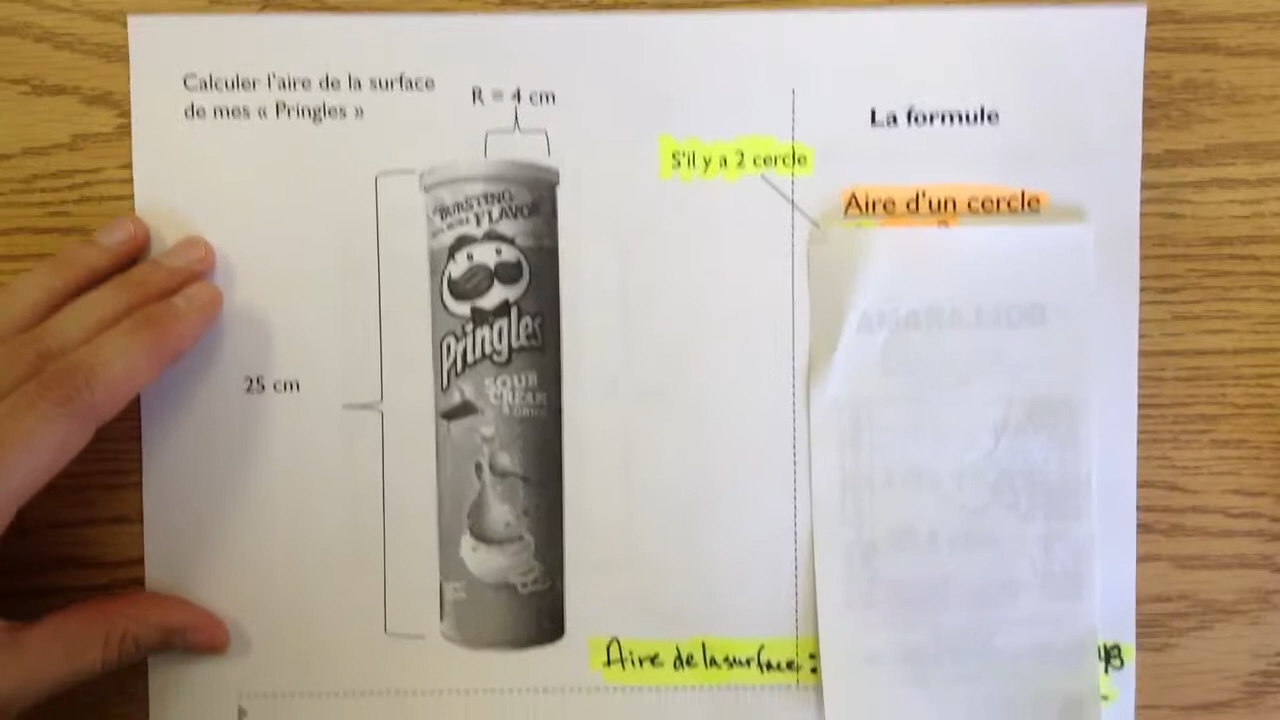 Calculer l'aire de la surface
de mes « Pringles »
R = 4 cm
La formule
S'il y a 2 cercle
Aire d'un cercle
BURSTING
FLAVOR
Pringles
SOUR
CREAM
25 cm
Aire de la surface :